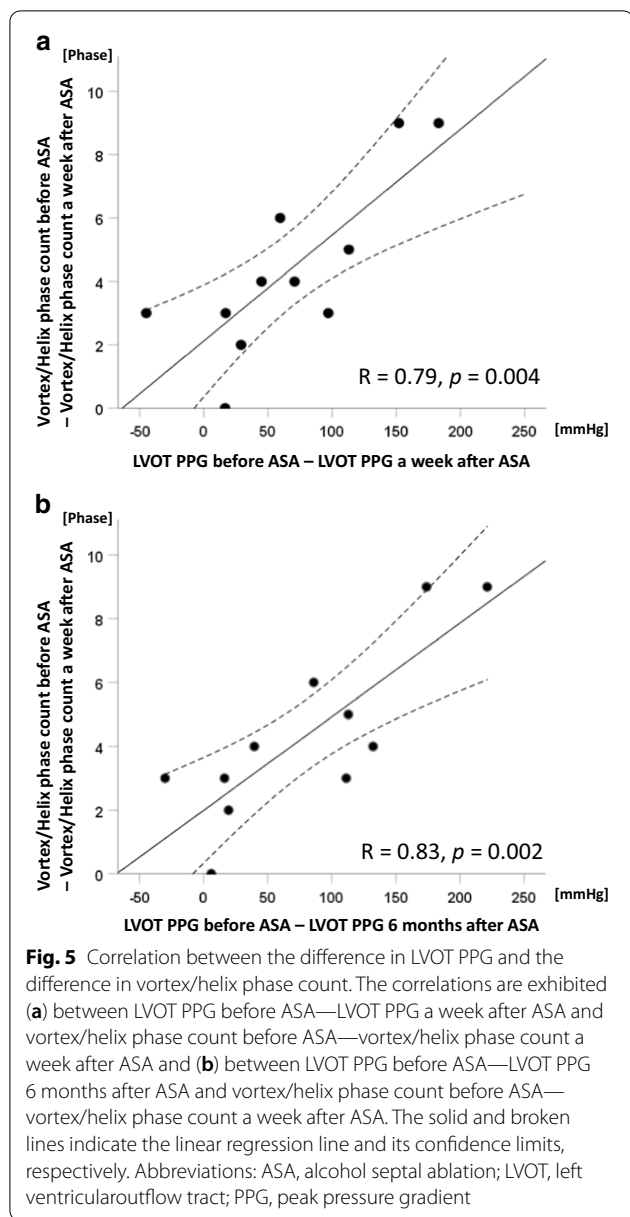 a
[Phase]
Vortex/Helix phase count before ASA
– Vortex/Helix phase count a week after ASA
10
8
6
4
2
0
R = 0.79, p = 0.004
-50 0 50 100 150 200 250 [mmHg]
LVOT PPG before ASA – LVOT PPG a week after ASA
b
[Phase]
Vortex/Helix phase count before ASA
– Vortex/Helix phase count a week after ASA
10
8
6
4
2
0
R = 0.83, p = 0.002
-50 0 50 100 150 200 250 [mmHg]
LVOT PPG before ASA – LVOT PPG 6 months after ASA
Fig. 5 Correlation between the difference in LVOT PPG and the
difference in vortex/helix phase count. The correlations are exhibited
(a) between LVOT PPG before ASA—LVOT PPG a week after ASA and
vortex/helix phase count before ASA—vortex/helix phase count a
week after ASA and (b) between LVOT PPG before ASA—LVOT PPG
6 months after ASA and vortex/helix phase count before ASA—
vortex/helix phase count a week after ASA. The solid and broken
lines indicate the linear regression line and its confidence limits,
respectively. Abbreviations: ASA, alcohol septal ablation; LVOT, left
ventricularoutflow tract; PPG, peak pressure gradient